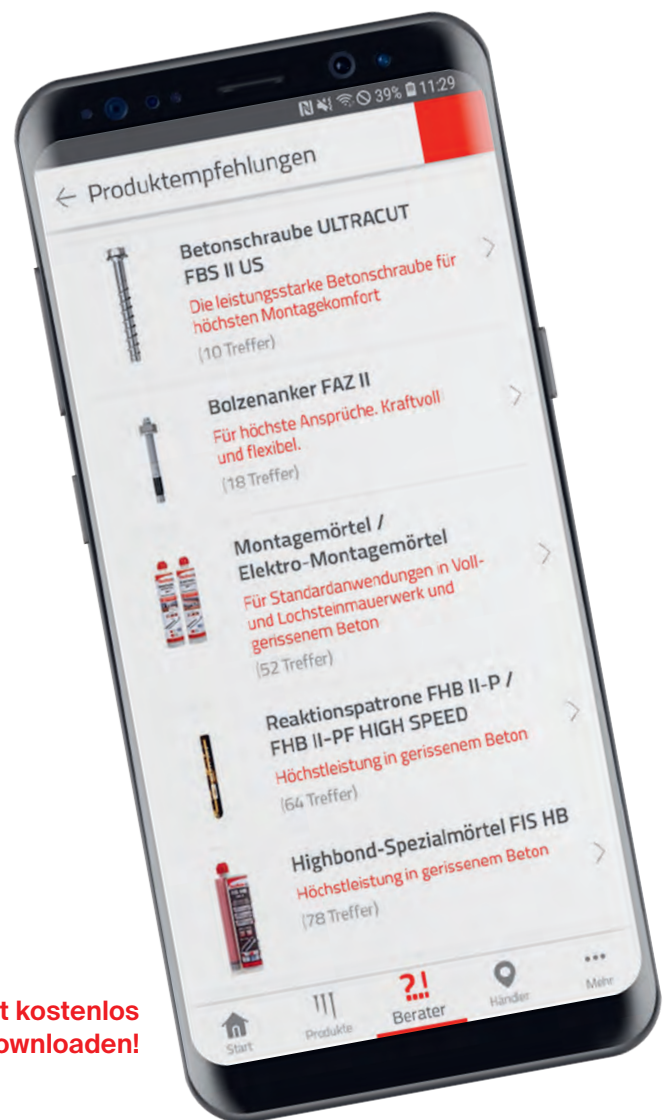 39% 11:29
← Produktempfehlungen
Betonschraube ULTRACUT
FBS II US
Die leistungsstarke Betonschraube für
höchsten Montagekomfort
(10 Treffer)
Bolzenanker FAZ II
Für höchste Ansprüche. Kraftvoll
und flexibel.
(18 Treffer)
Montagemörtel /
Elektro-Montagemörtel
Für Standardanwendungen in Voll-
und Lochsteinmauerwerk und
gerissenem Beton
(52 Treffer)
Reaktionspatrone FHB II-P /
FHB II-PF HIGH SPEED
Höchstleistung in gerissenem Beton
(64 Treffer)
Highbond-Spezialmörtel FIS HB
Höchstleistung in gerissenem Beton
(78 Treffer)
Start
Produkte
?!
Berater
Händler
Mehr
t kostenlos
ownloaden!